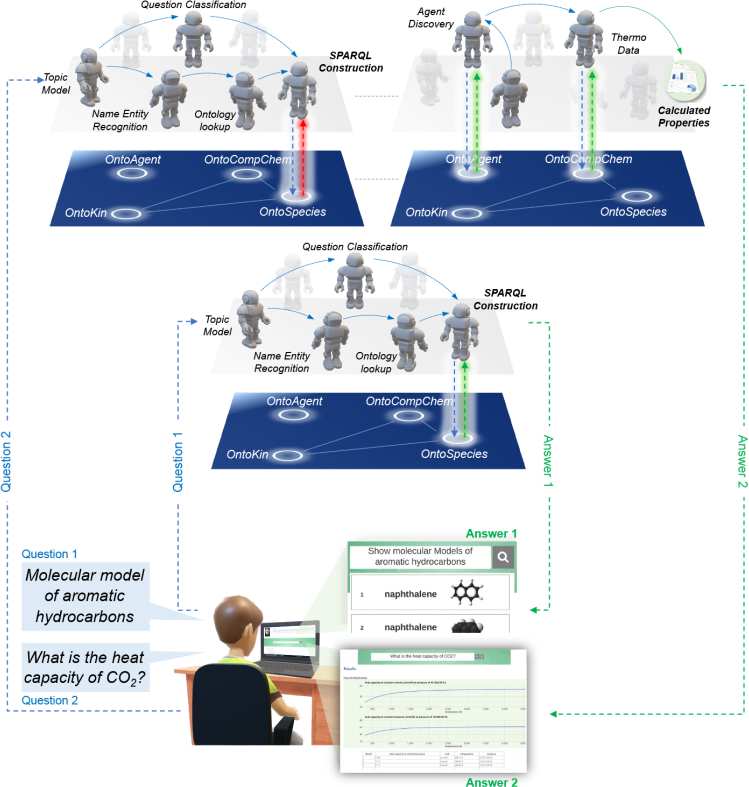 Question Classification
SPARQL
Construction
Topic
Model
Name Entity
Recognition
Ontology
lookup
OntoAgent
OntoCompChem
OntoKin
OntoSpecies
Agent
Discovery
Thermo
Data
Calculated
Properties
OntoAgent
OntoCompChem
OntoKin
OntoSpecies
Question Classification
SPARQL
Construction
Topic
Model
Name Entity
Recognition
Ontology
lookup
OntoAgent
OntoCompChem
OntoKin
OntoSpecies
Question 2
Question 1
Answer 1
Answer 2
Question 1
Molecular model
of aromatic
hydrocarbons
What is the heat
capacity of CO2?
Question 2
Answer 1
Show molecular Models of
aromatic hydrocarbons
1 naphthalene
2 naphthalene
What is the heat capacity of CO2?
Results
Answer 2